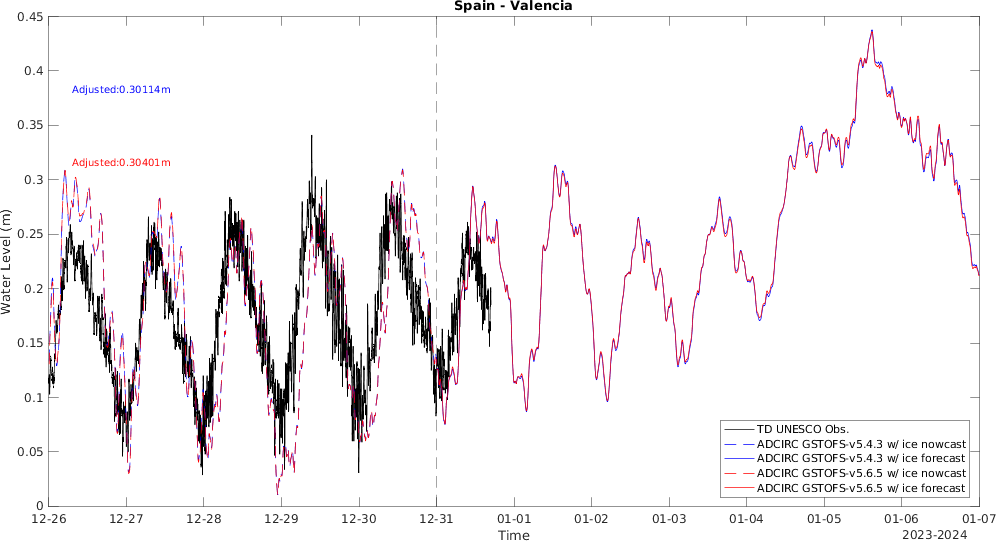 Spain - Valencia
0.45
0.4
0.35
0.3
0.25
0.2
0.15
0.1
0.05
0
Water Level (m)
Adjusted:0.30114m
Adjusted:0.30401m
TD UNESCO Obs.
ADCIRC GSTOFS-v5.4.3 w/ ice nowcast
ADCIRC GSTOFS-v5.4.3 w/ ice forecast
ADCIRC GSTOFS-v5.6.5 w/ ice nowcast
ADCIRC GSTOFS-v5.6.5 w/ ice forecast
12-26 12-27 12-28 12-29 12-30 12-31 01-01 01-02 01-03 01-04 01-05 01-06 01-07
Time
2023-2024